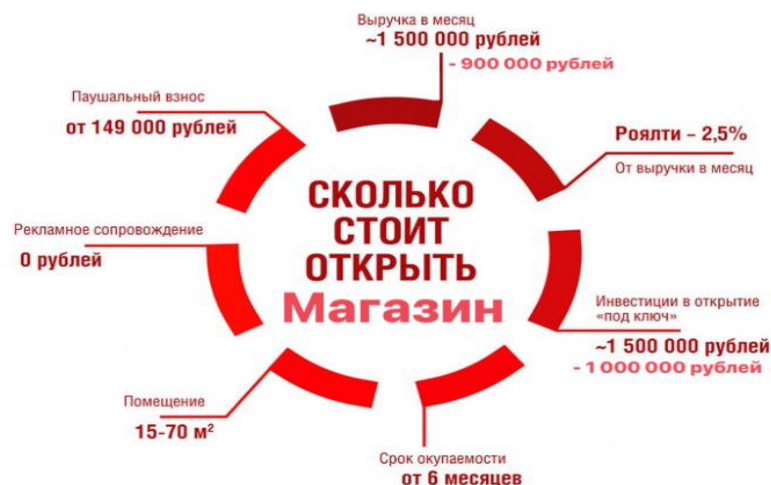 Выручка в месяц
~1 500 000 рублей
- 900 000 рублей
Паушальный взнос
от 149 000 рублей
Роялти – 2,5%
От выручки в месяц
СКОЛЬКО
СТОИТ
ОТКРЫТЬ
Магазин
Рекламное сопровождение
0 рублей
Инвестиции в открытие
«под ключ»
~1 500 000 рублей
- 1 000 000 рублей
Помещение
15-70 м²
Срок окупаемости
от 6 месяцев